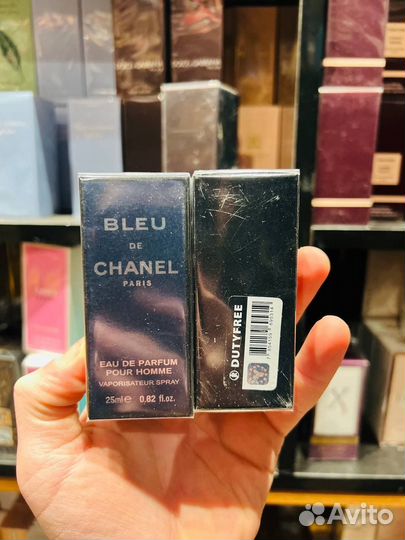 BLEU
DE
CHANEL
PARIS
EAU DE PARFUM
POUR HOMME
VAPORISATEUR SPRAY
25ml ℮ 0.82 fl.oz.
DUTYFREE
Avito